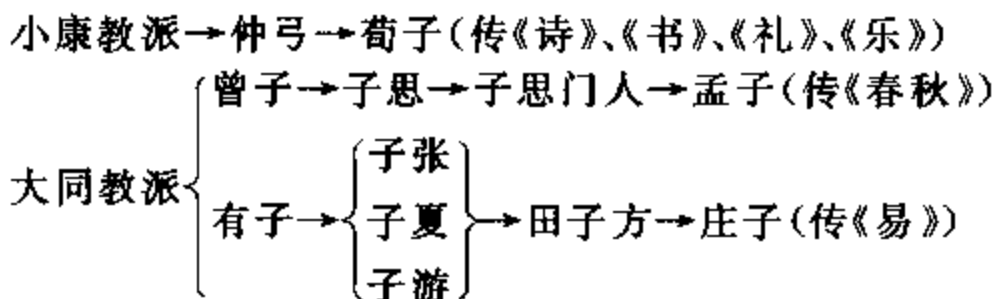 小康教派→仲弓→荀子(传《诗》、《书》、《礼》、《乐》)
曾子→子思→子思门人→孟子(传《春秋》)
大同教派
子张
有子→子夏→田子方→庄子(传《易》)
子游